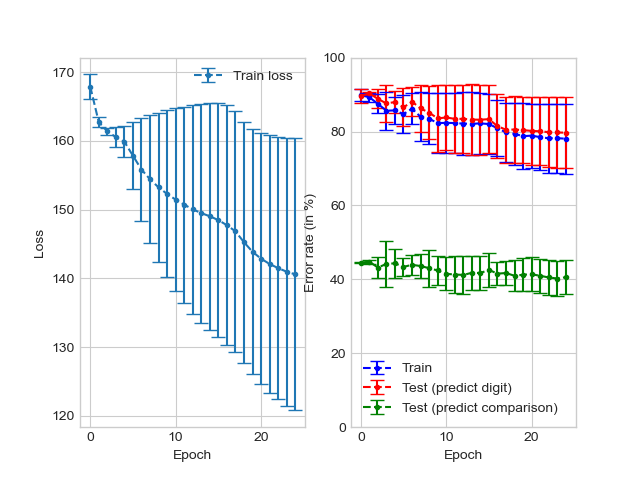 170
160
150
140
130
120
0
10
20
Loss
Epoch
Train loss
100
80
60
40
20
0
0
10
20
Error rate (in %)
Epoch
Train
Test (predict digit)
Test (predict comparison)